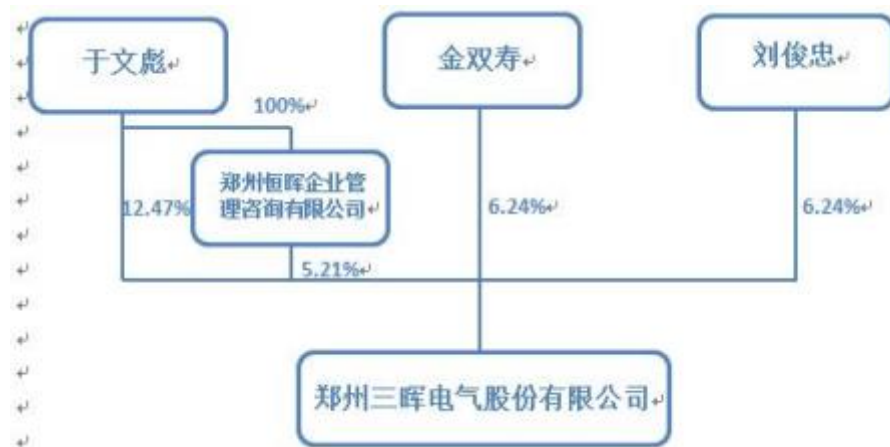 于文彪
金双寿
刘俊忠
100%
郑州恒晖企业管
理咨询有限公司
12.47%
6.24%
6.24%
5.21%
郑州三晖电气股份有限公司